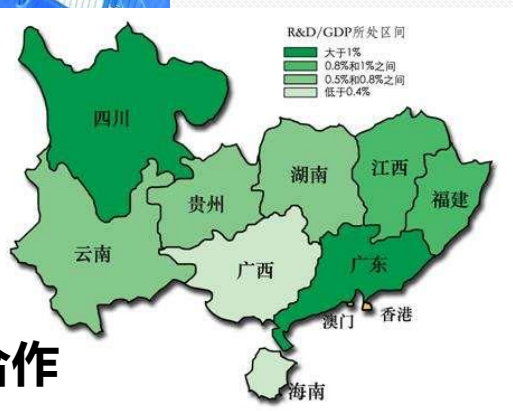 R&D/GDP所处区间
大于1%
0.8%和1%之间
0.5%和0.8%之间
低于0.4%
四川
湖南
江西
贵州
福建
云南
广西
广东
澳门
香港
合作
海南